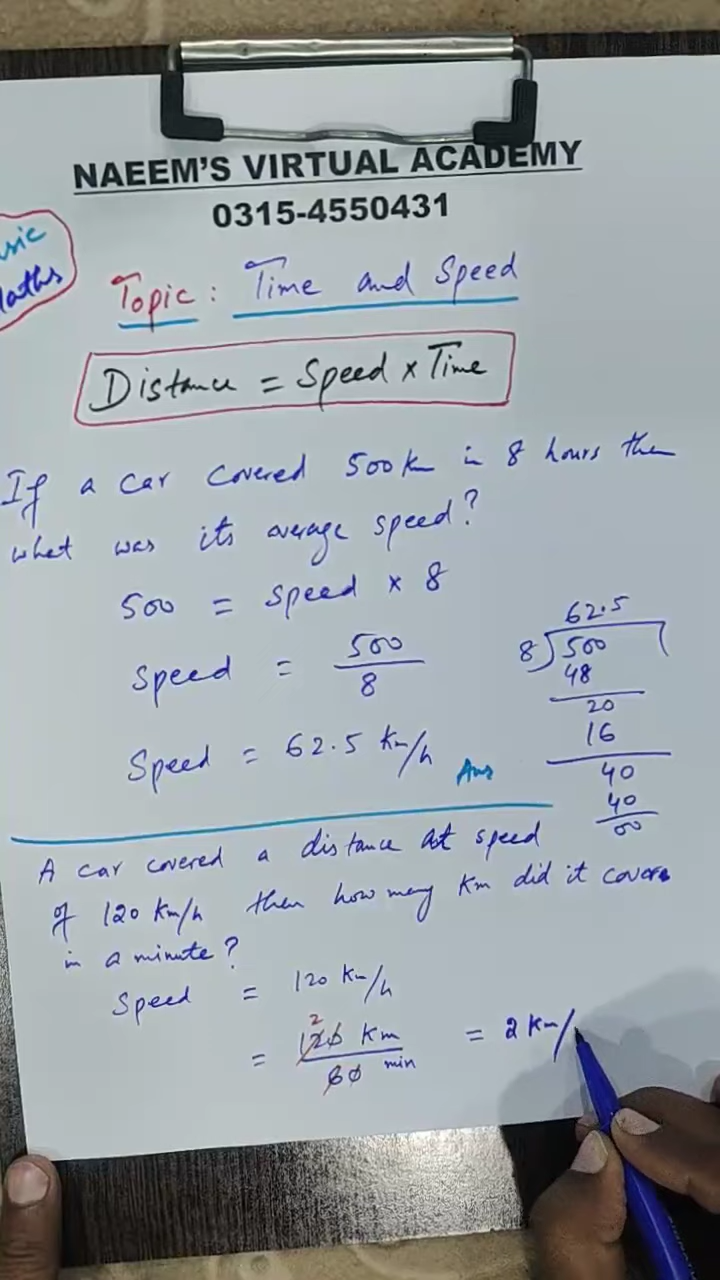 NAEEM'S VIRTUAL ACADEMY
0315-4550431
Topic: Time and Speed
Distance = Speed × Time
If a car covered 500km in 8 hours then
what was its average speed?
500 = speed × 8
speed = 500/8
Speed = 62.5 Km/h Ans
62.5
8)500
48
20
16
40
40
00
A car covered a distance at speed
of 120 Km/h then how many Km did it covere
in a minute?
Speed = 120 Km/h
2
= 120 Km / 60 min = 2 Km/